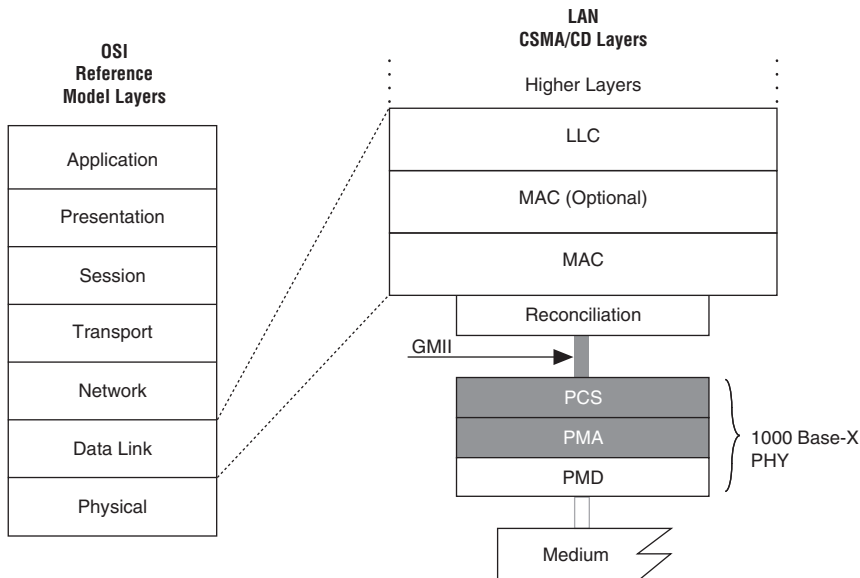 OSI
Reference
Model Layers
Application
Presentation
Session
Transport
Network
Data Link
Physical
LAN
CSMA/CD Layers
Higher Layers
LLC
MAC (Optional)
MAC
Reconciliation
GMII
PCS
PMA
PMD
1000 Base-X
PHY
Medium